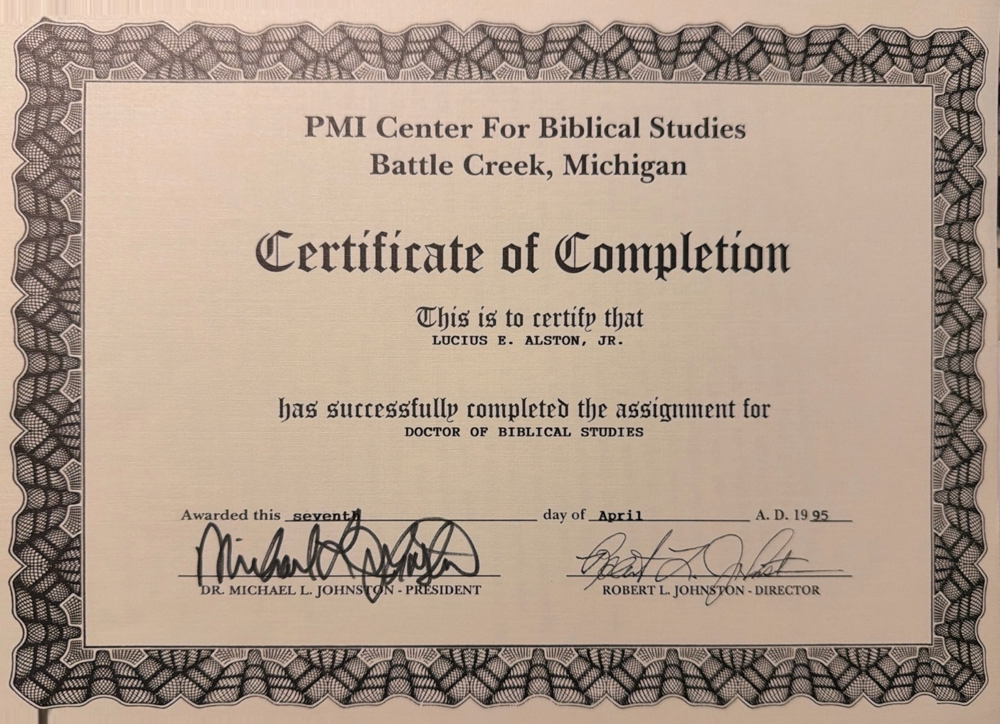 PMI Center For Biblical Studies
Battle Creek, Michigan
Certificate of Completion
This is to certify that
LUCIUS E. ALSTON, JR.
has successfully completed the assignment for
DOCTOR OF BIBLICAL STUDIES
Awarded this seventh day of April A. D. 19 95
Michael L. Johnston Robert L. Johnston
DR. MICHAEL L. JOHNSTON - PRESIDENT ROBERT L. JOHNSTON - DIRECTOR